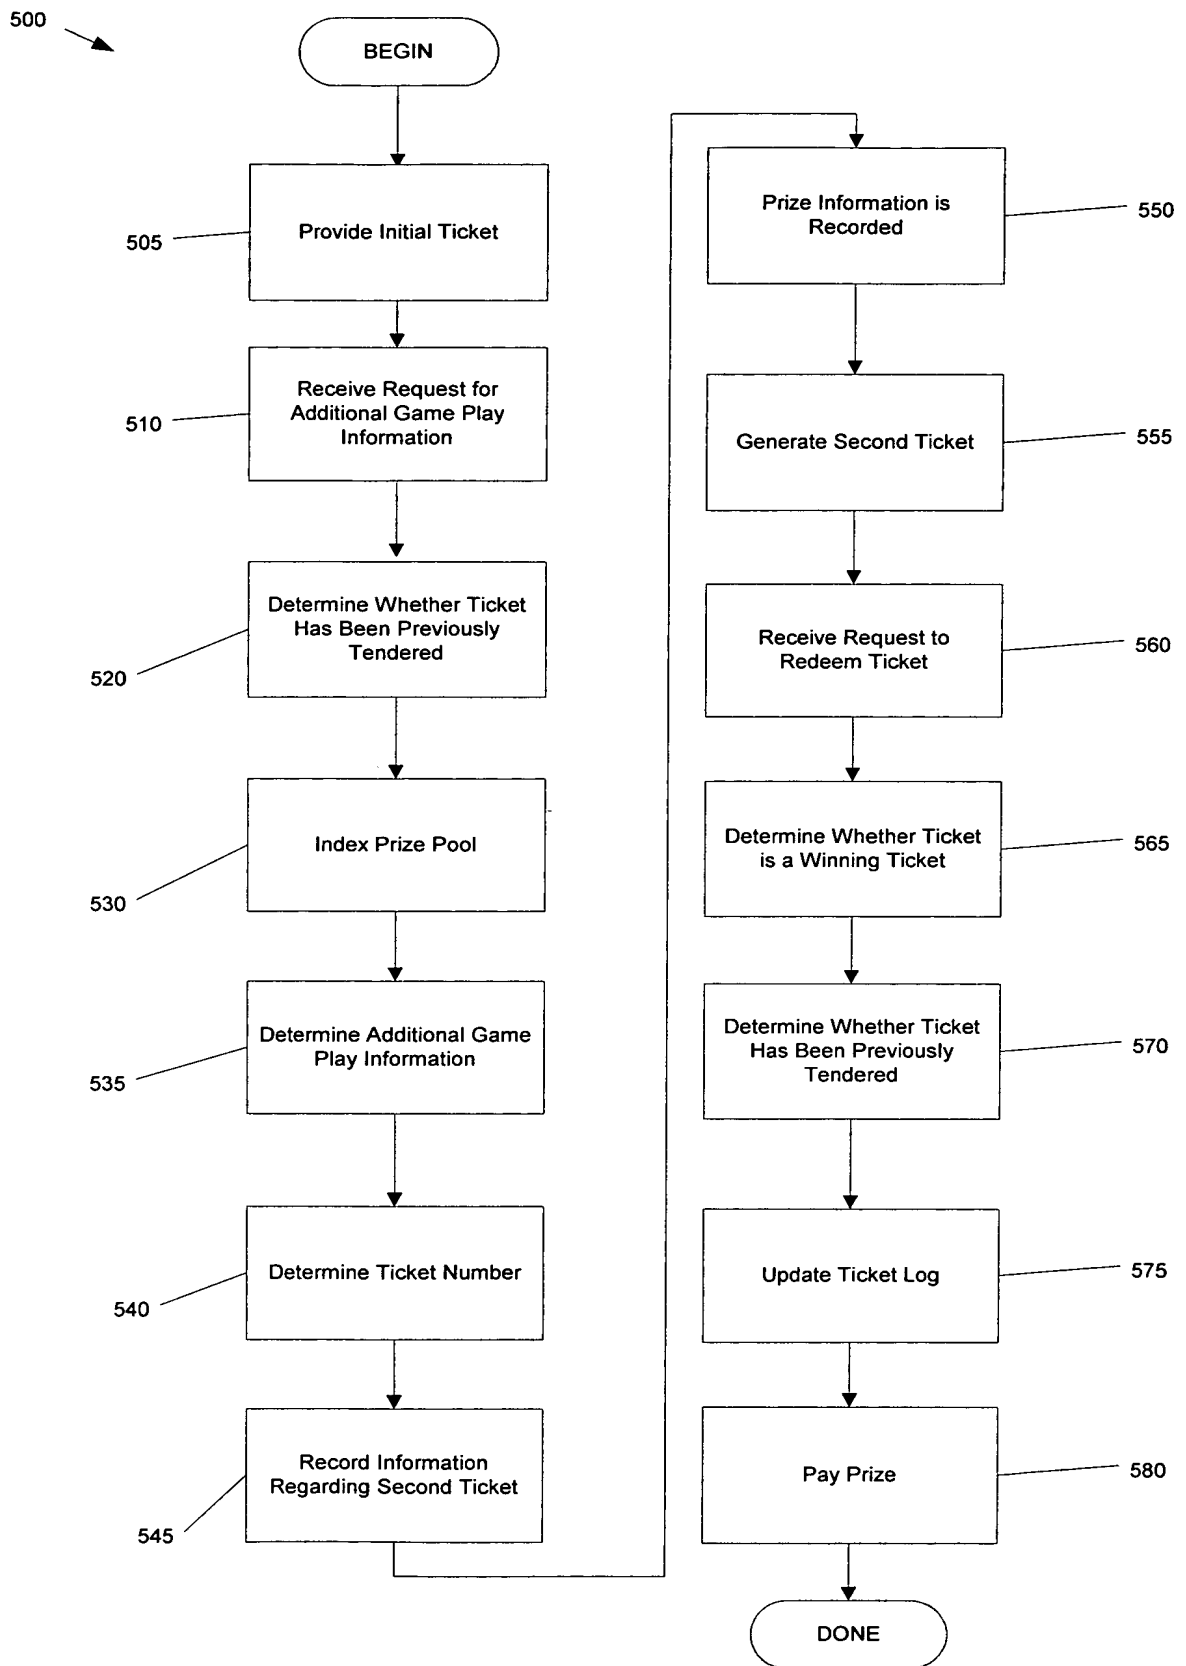 500
BEGIN
505
Provide Initial Ticket
510
Receive Request for
Additional Game Play
Information
520
Determine Whether Ticket
Has Been Previously
Tendered
530
Index Prize Pool
535
Determine Additional Game
Play Information
540
Determine Ticket Number
545
Record Information
Regarding Second Ticket
Prize Information is
Recorded
550
Generate Second Ticket
555
Receive Request to
Redeem Ticket
560
Determine Whether Ticket
is a Winning Ticket
565
Determine Whether Ticket
Has Been Previously
Tendered
570
Update Ticket Log
575
Pay Prize
580
DONE